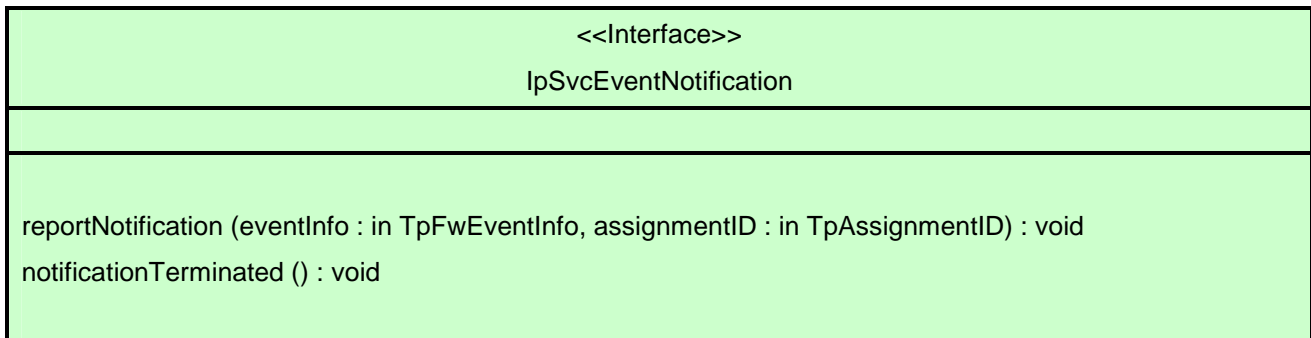 <<Interface>>
IpSvcEventNotification
reportNotification (eventInfo : in TpFwEventInfo, assignmentID : in TpAssignmentID) : void
notificationTerminated () : void